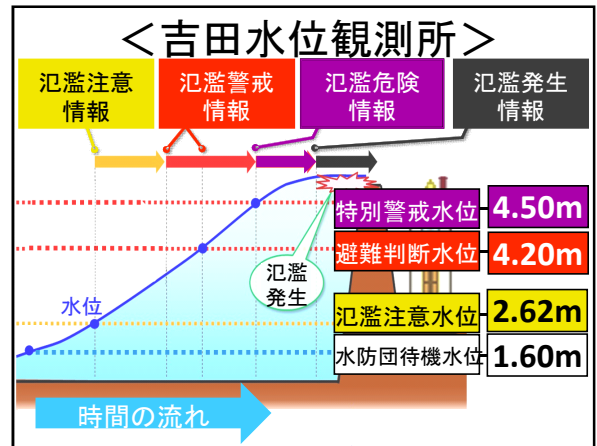 ＜吉田水位観測所＞
氾濫注意
情報
氾濫警戒
情報
氾濫危険
情報
氾濫発生
情報
特別警戒水位 4.50m
避難判断水位 4.20m
氾濫
発生
水位
氾濫注意水位 2.62m
水防団待機水位 1.60m
時間の流れ